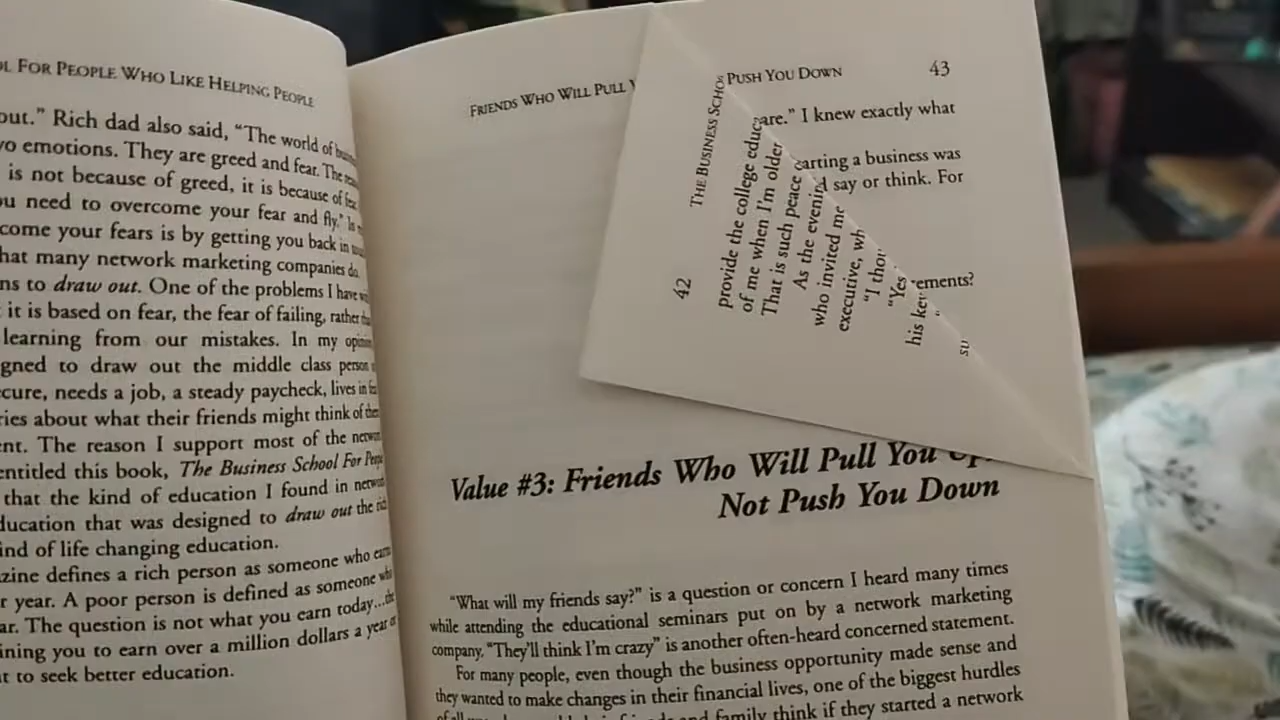 FOR PEOPLE WHO LIKE HELPING PEOPLE
out." Rich dad also said, "The world of
emotions. They are greed and fear. The
is not because of greed, it is because of
need to overcome your fear and fly." In
come your fears is by getting you back in
hat many network marketing companies do.
ns to draw out. One of the problems I have
it is based on fear, the fear of failing, rather
learning from our mistakes. In my
gned to draw out the middle class person
cure, needs a job, a steady paycheck, lives in
ries about what their friends might think of
ent. The reason I support most of the
entitled this book, The Business School For
that the kind of education I found in
ducation that was designed to draw out the
ind of life changing education.
zine defines a rich person as someone who
r year. A poor person is defined as someone
ar. The question is not what you earn today...
ining you to earn over a million dollars a year
t to seek better education.
FRIENDS WHO WILL PULL
42
THE BUSINESS SCHO
provide the college educ
of me when I'm older
That is such peace
As the evenin
who invited me
executive, wh
"I thou
"Yes
his key
PUSH YOU DOWN 43
are." I knew exactly what
arting a business was
say or think. For
ements?
su
Value #3: Friends Who Will Pull You Up,
Not Push You Down
"What will my friends say?" is a question or concern I heard many times
while attending the educational seminars put on by a network marketing
company. "They'll think I'm crazy" is another often-heard concerned statement.
For many people, even though the business opportunity made sense and
they wanted to make changes in their financial lives, one of the biggest hurdles
and family think if they started a network